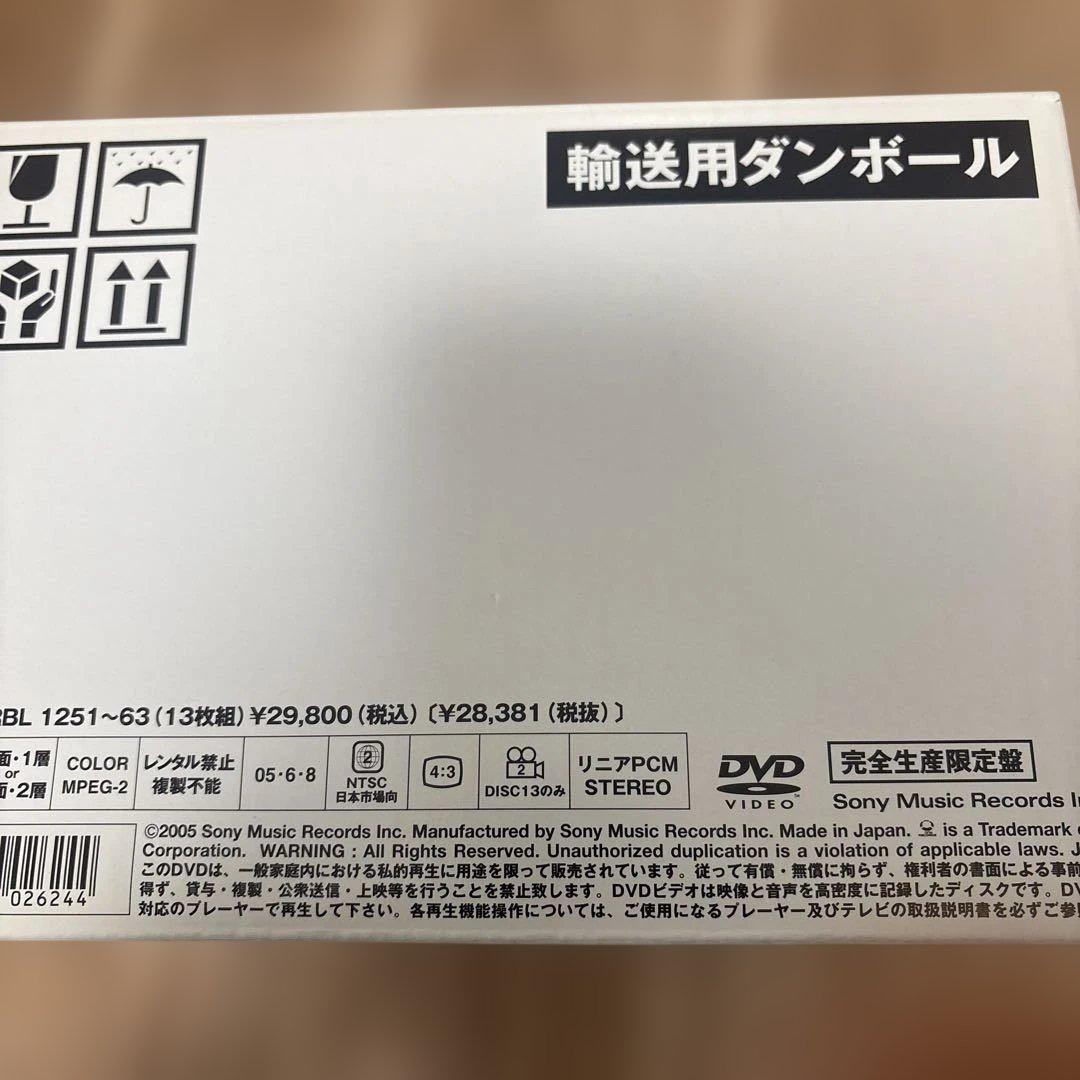 輸送用ダンボール
BL 1251〜63(13枚組)¥29,800(税込)〔¥28,381(税抜)〕
面・1層
or
面・2層
COLOR
MPEG-2
レンタル禁止
複製不能
05・6・8
2
NTSC
日本市場向
4:3
2
DISC13のみ
リニアPCM
STEREO
DVD
VIDEO™
完全生産限定盤
Sony Music Records
026244
©2005 Sony Music Records Inc. Manufactured by Sony Music Records Inc. Made in Japan. is a Trademark
Corporation. WARNING : All Rights Reserved. Unauthorized duplication is a violation of applicable laws.
このDVDは、一般家庭内における私的再生に用途を限って販売されています。従って有償・無償に拘らず、権利者の書面による事前
得ず、貸与・複製・公衆送信・上映等を行うことを禁止致します。DVDビデオは映像と音声を高密度に記録したディスクです。
対応のプレーヤーで再生して下さい。各再生機能操作については、ご使用になるプレーヤー及びテレビの取扱説明書を必ずご参